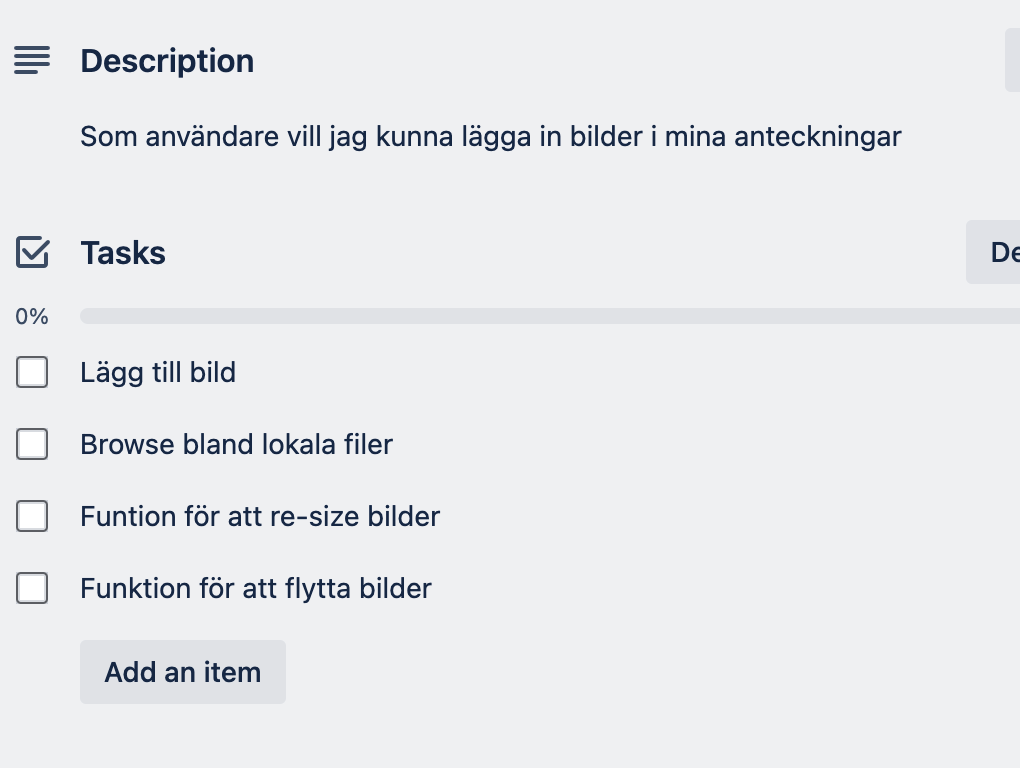 Description
Som användare vill jag kunna lägga in bilder i mina anteckningar
Tasks
De
0%
Lägg till bild
Browse bland lokala filer
Funtion för att re-size bilder
Funktion för att flytta bilder
Add an item